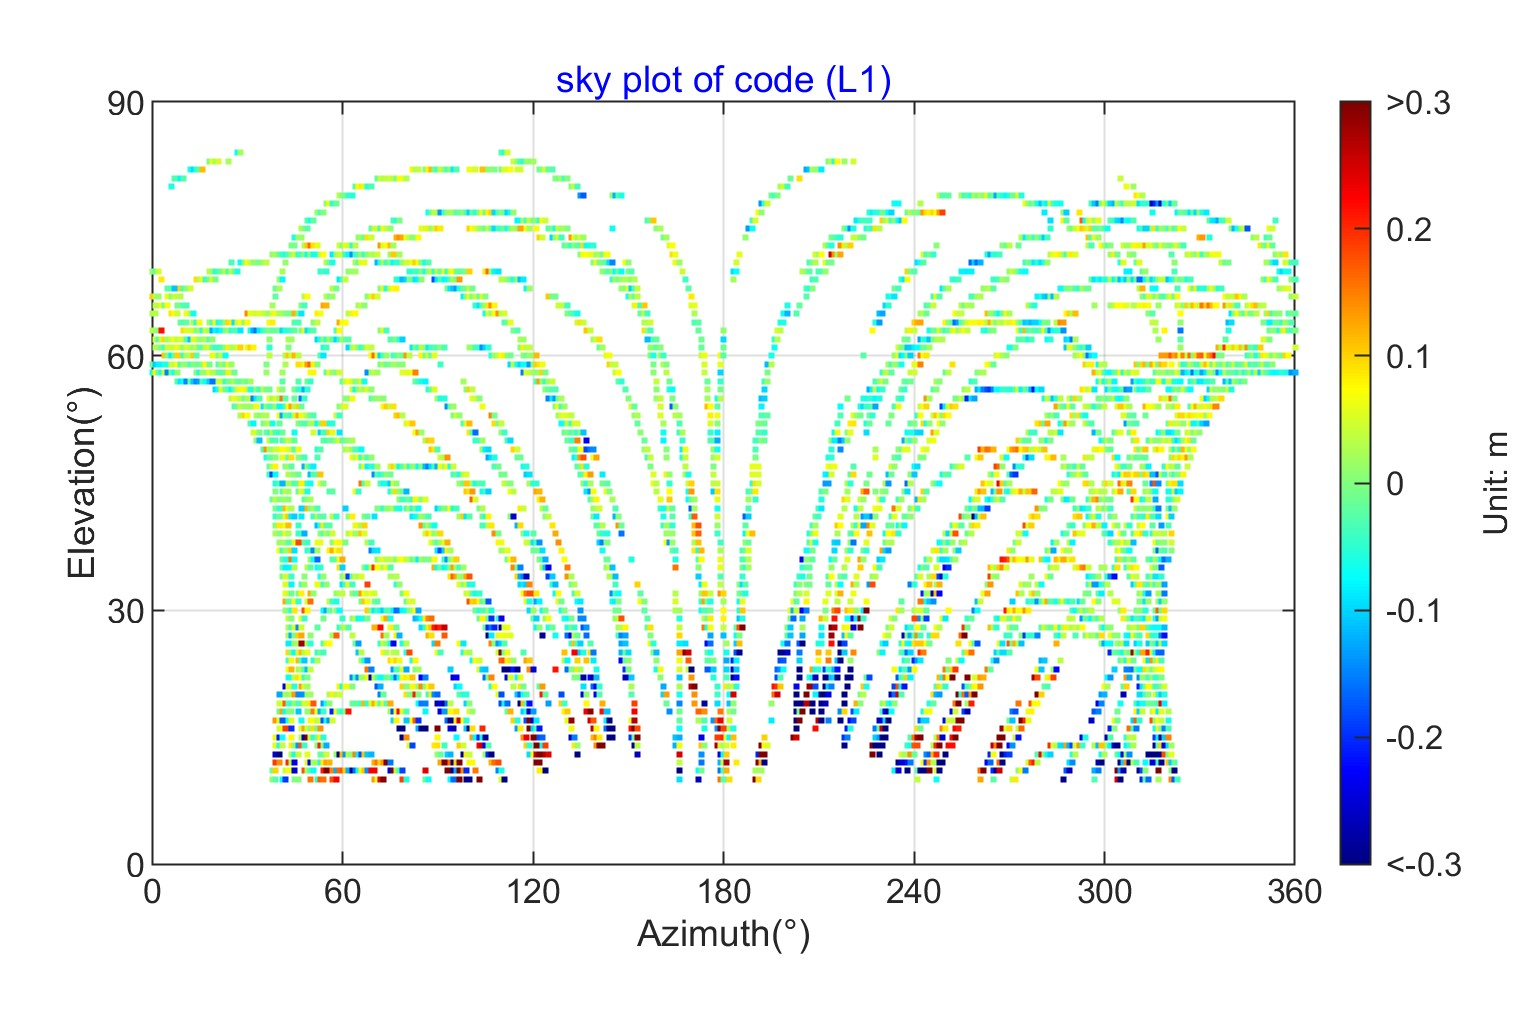 sky plot of code (L1)
90
60
30
0
Elevation(°)
0 60 120 180 240 300 360
Azimuth(°)
>0.3
0.2
0.1
0
-0.1
-0.2
<-0.3
Unit: m